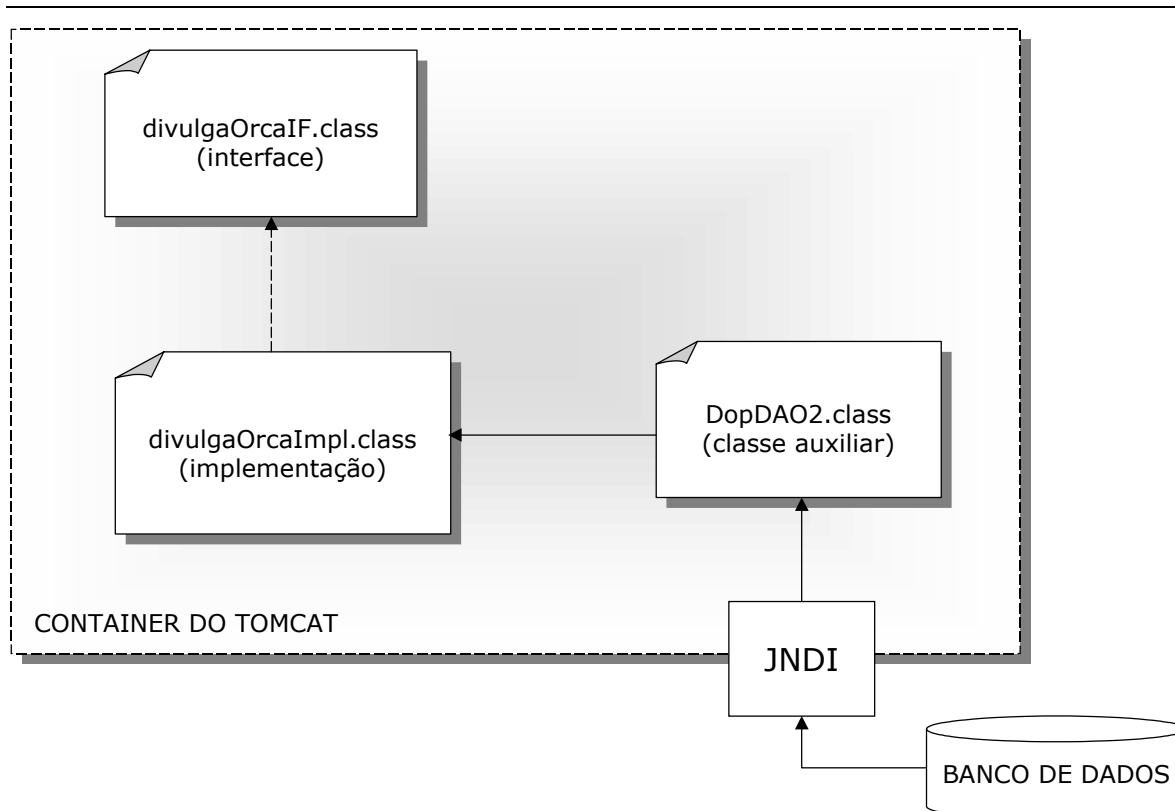 divulgaOrcaIF.class
(interface)
divulgaOrcaImpl.class
(implementação)
DopDAO2.class
(classe auxiliar)
CONTAINER DO TOMCAT
JNDI
BANCO DE DADOS